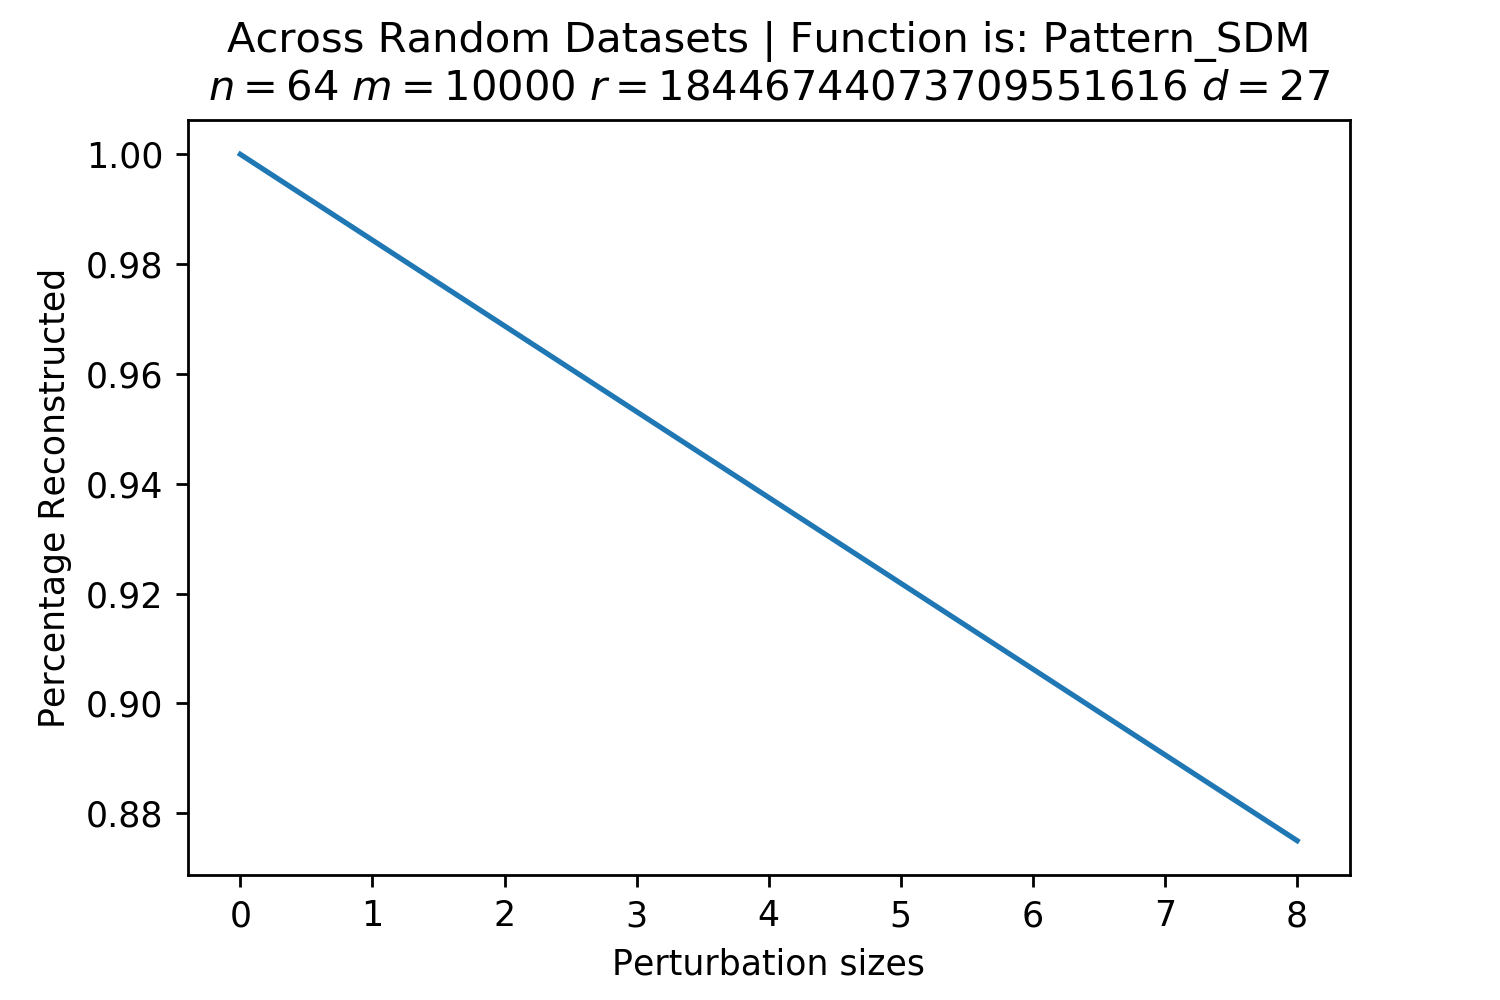 Across Random Datasets | Function is: Pattern_SDM
n = 64 m = 10000 r = 18446744073709551616 d = 27
1.00
0.98
0.96
0.94
0.92
0.90
0.88
Percentage Reconstructed
0 1 2 3 4 5 6 7 8
Perturbation sizes